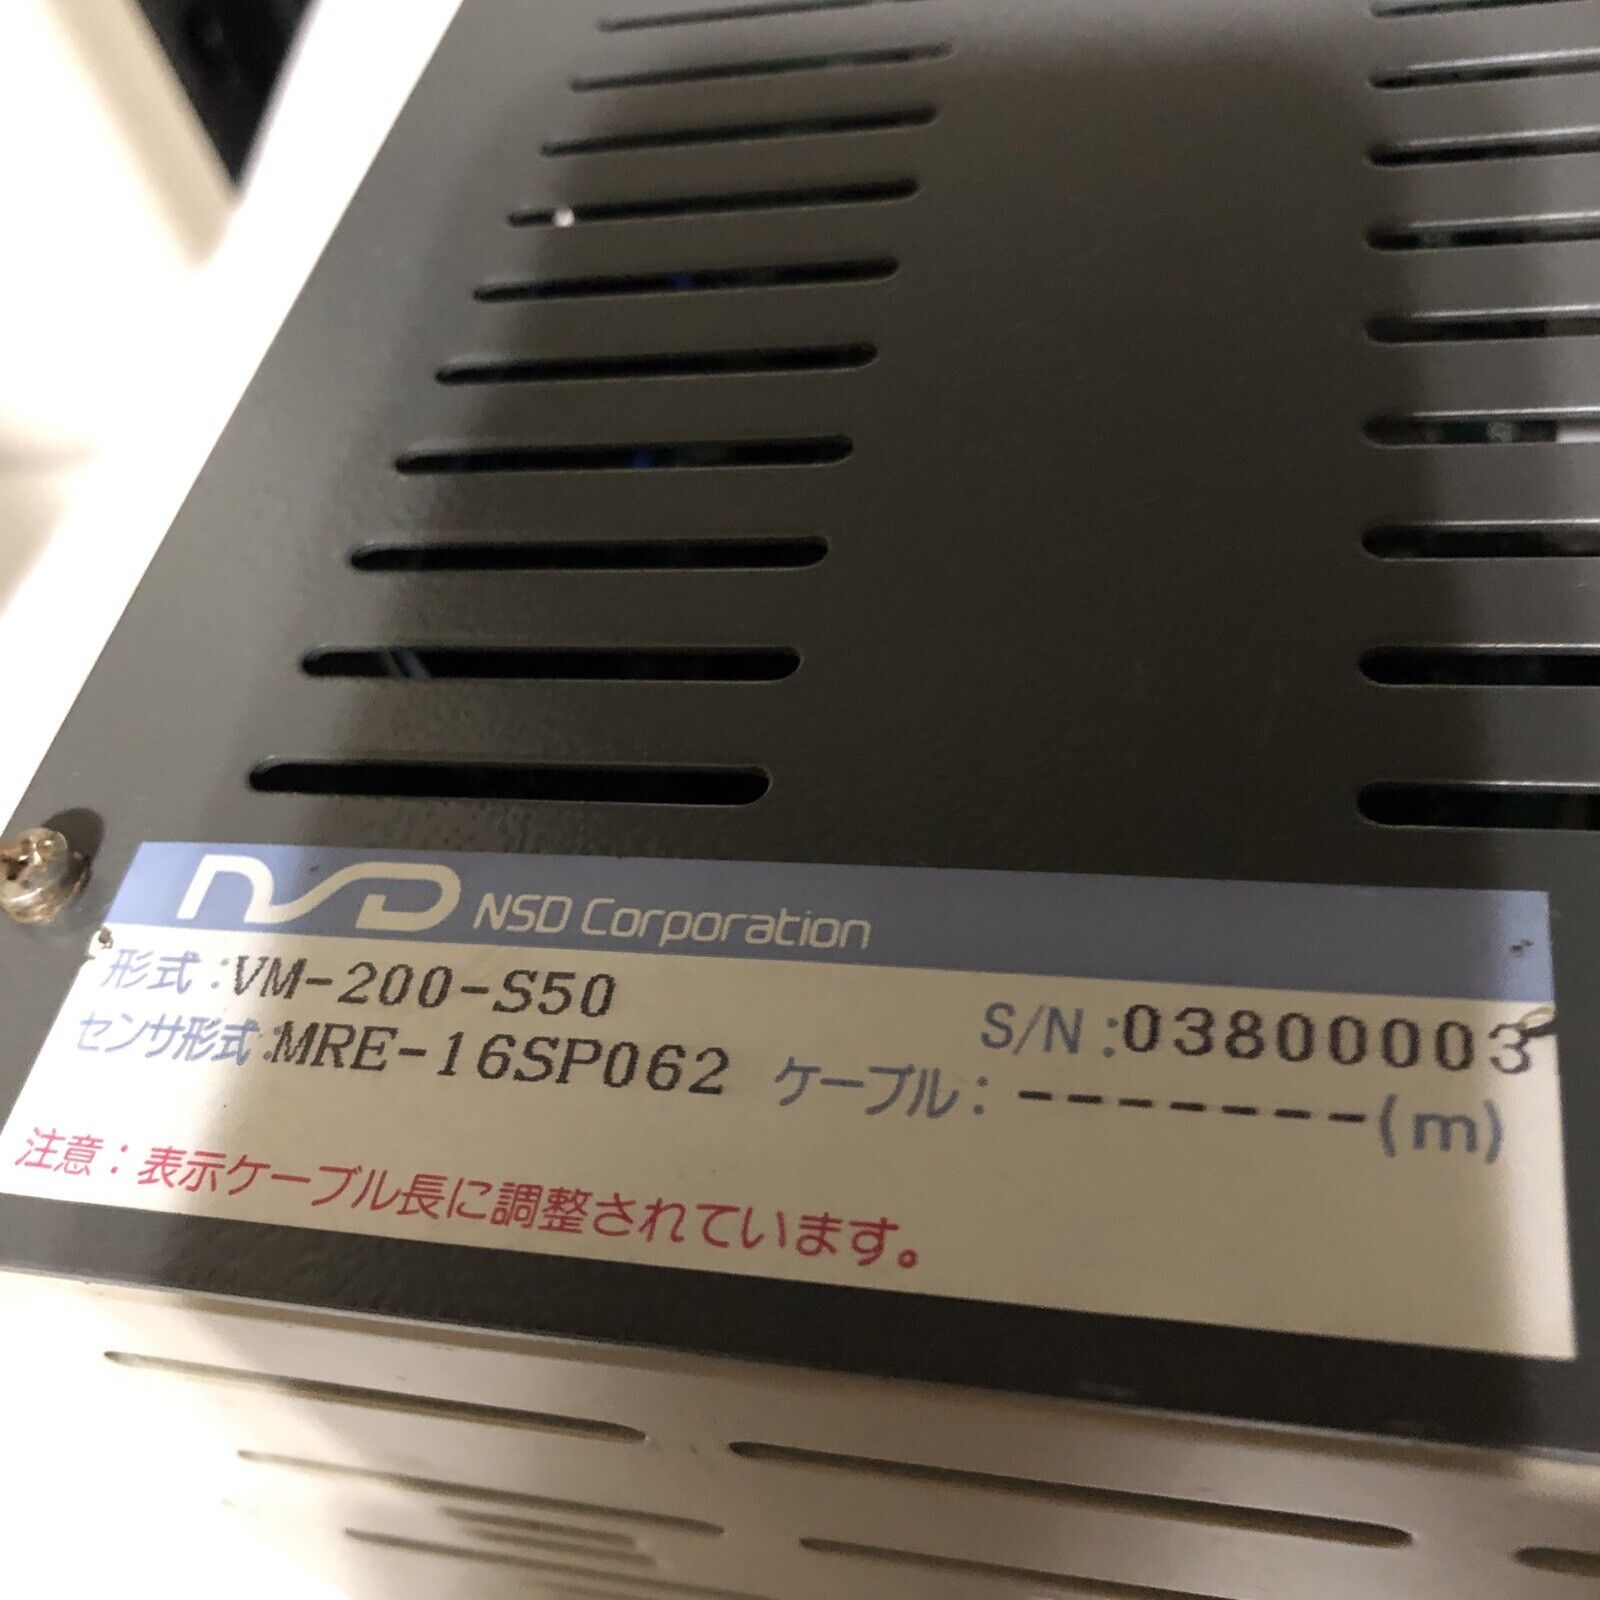 NSD NSD Corporation
形式:VM-200-S50
S/N:03800003
センサ形式:MRE-16SP062 ケーブル:-------(m)
注意:表示ケーブル長に調整されています。